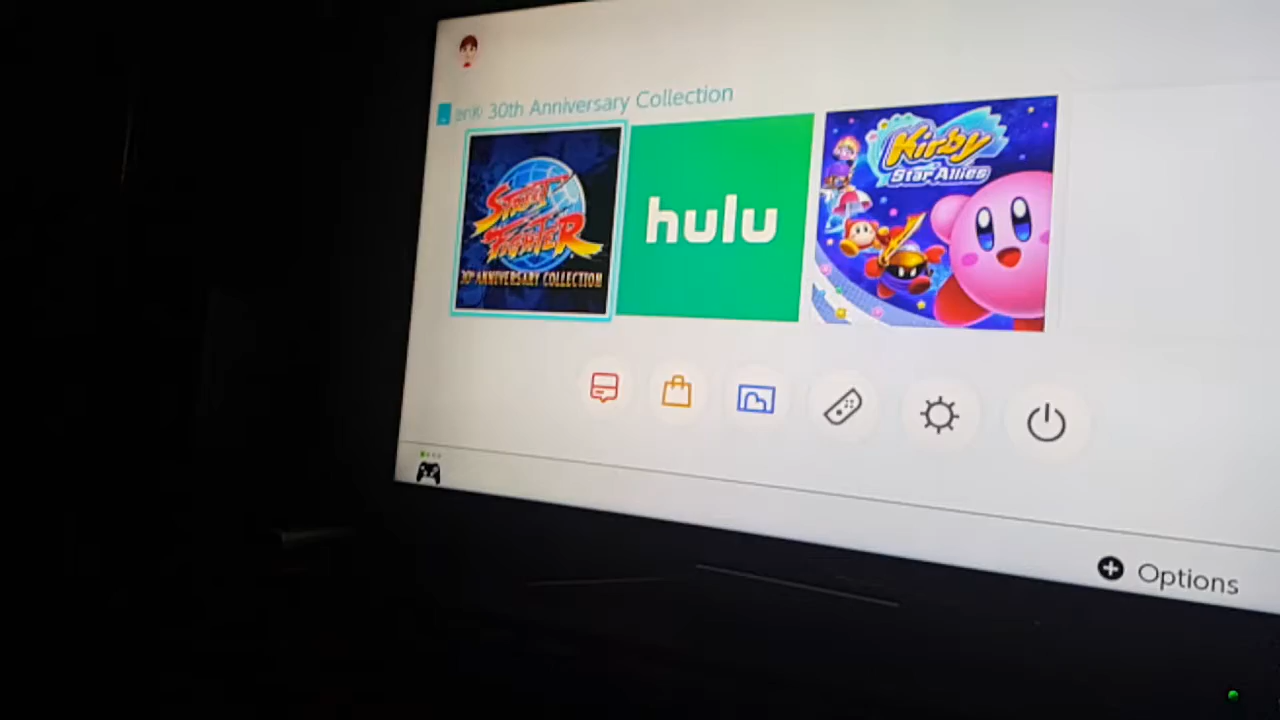 30th Anniversary Collection
STREET
FIGHTER
30TH ANNIVERSARY COLLECTION
hulu
Kirby
Star Allies
Options